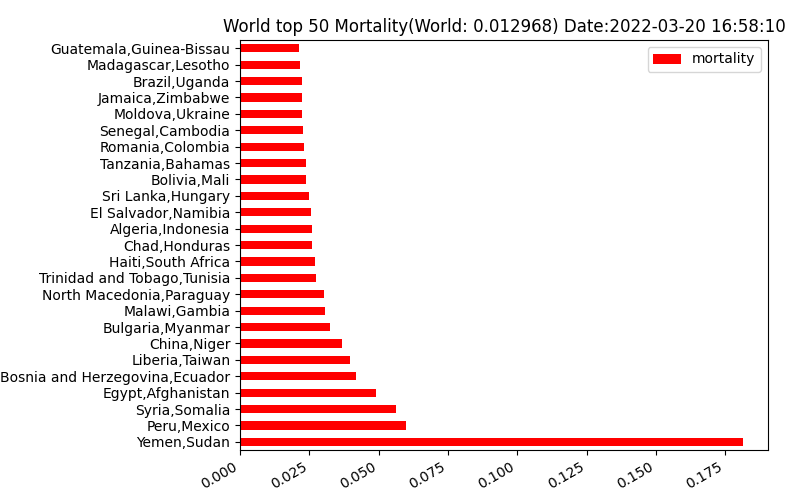 World top 50 Mortality(World: 0.012968) Date:2022-03-20 16:58:10
mortality
Guatemala,Guinea-Bissau
Madagascar,Lesotho
Brazil,Uganda
Jamaica,Zimbabwe
Moldova,Ukraine
Senegal,Cambodia
Romania,Colombia
Tanzania,Bahamas
Bolivia,Mali
Sri Lanka,Hungary
El Salvador,Namibia
Algeria,Indonesia
Chad,Honduras
Haiti,South Africa
Trinidad and Tobago,Tunisia
North Macedonia,Paraguay
Malawi,Gambia
Bulgaria,Myanmar
China,Niger
Liberia,Taiwan
Bosnia and Herzegovina,Ecuador
Egypt,Afghanistan
Syria,Somalia
Peru,Mexico
Yemen,Sudan
0.000 0.025 0.050 0.075 0.100 0.125 0.150 0.175